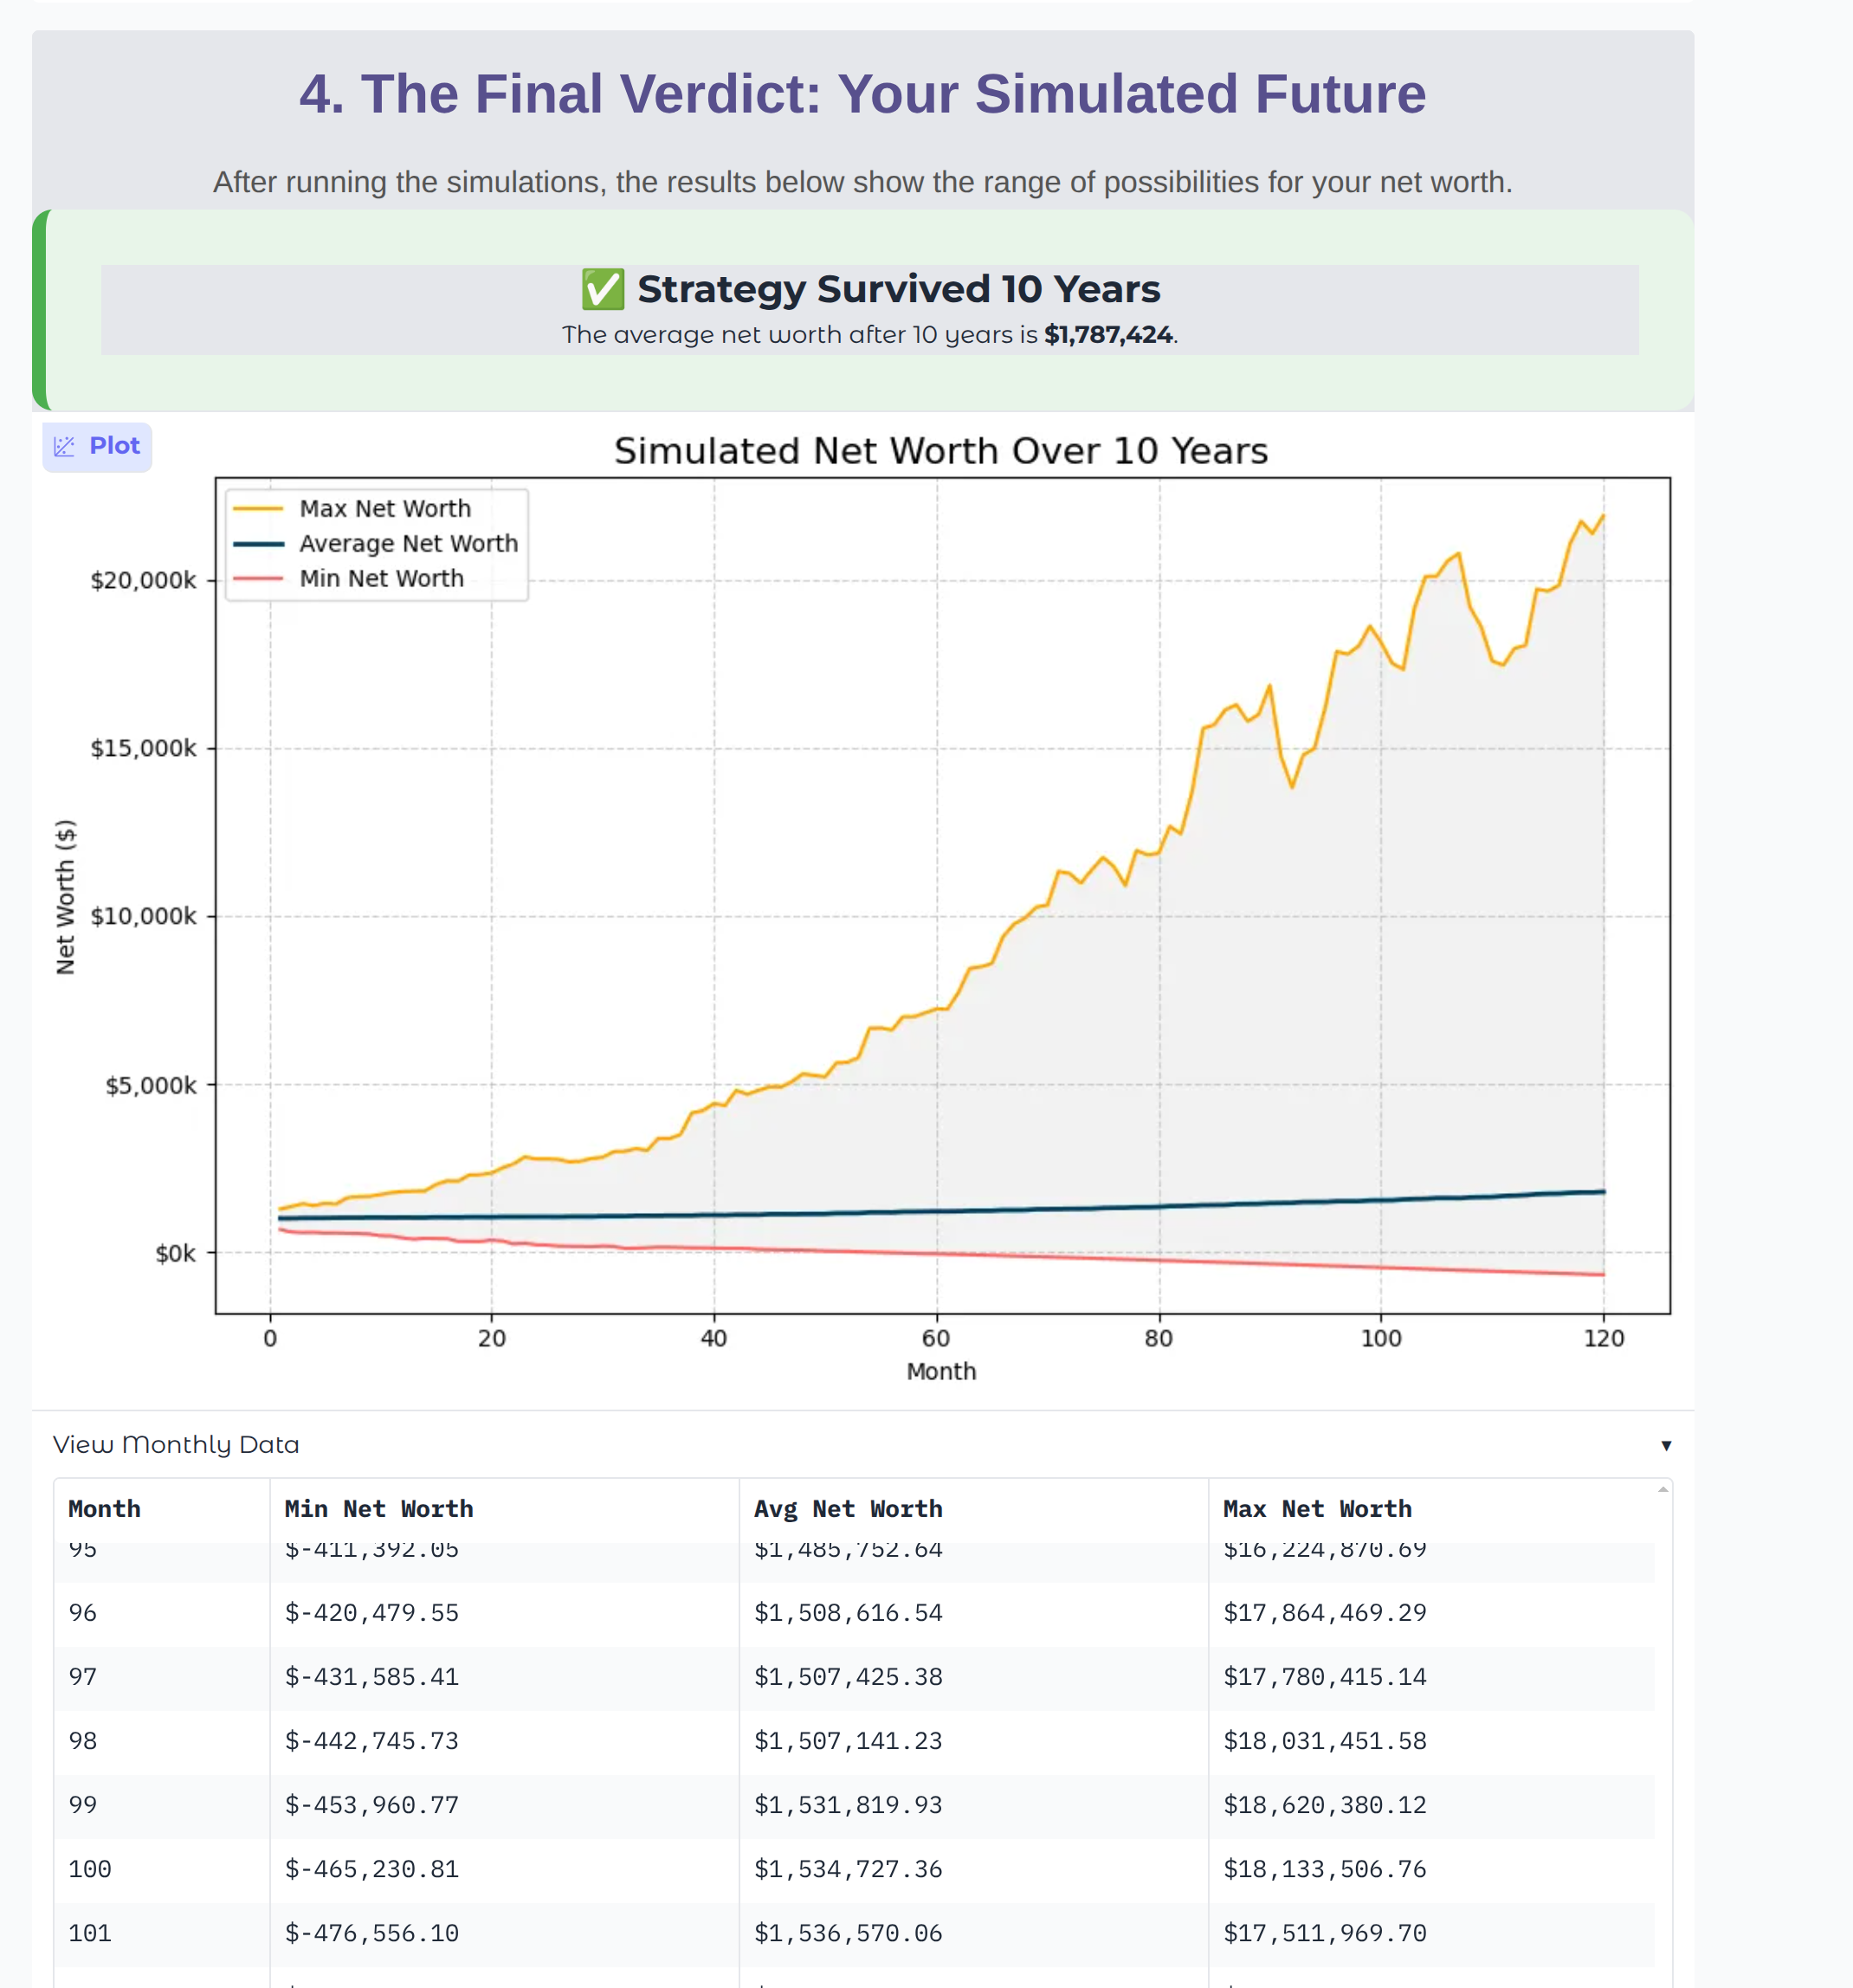 4. The Final Verdict: Your Simulated Future
After running the simulations, the results below show the range of possibilities for your net worth.
✅ Strategy Survived 10 Years
The average net worth after 10 years is $1,787,424.
Plot
Simulated Net Worth Over 10 Years
Max Net Worth
Average Net Worth
Min Net Worth
$20,000k
$15,000k
$10,000k
$5,000k
$0k
Net Worth ($)
0 20 40 60 80 100 120
Month
View Monthly Data ▼
Month Min Net Worth Avg Net Worth Max Net Worth
95 $-411,392.05 $1,485,752.64 $16,224,870.69
96 $-420,479.55 $1,508,616.54 $17,864,469.29
97 $-431,585.41 $1,507,425.38 $17,780,415.14
98 $-442,745.73 $1,507,141.23 $18,031,451.58
99 $-453,960.77 $1,531,819.93 $18,620,380.12
100 $-465,230.81 $1,534,727.36 $18,133,506.76
101 $-476,556.10 $1,536,570.06 $17,511,969.70